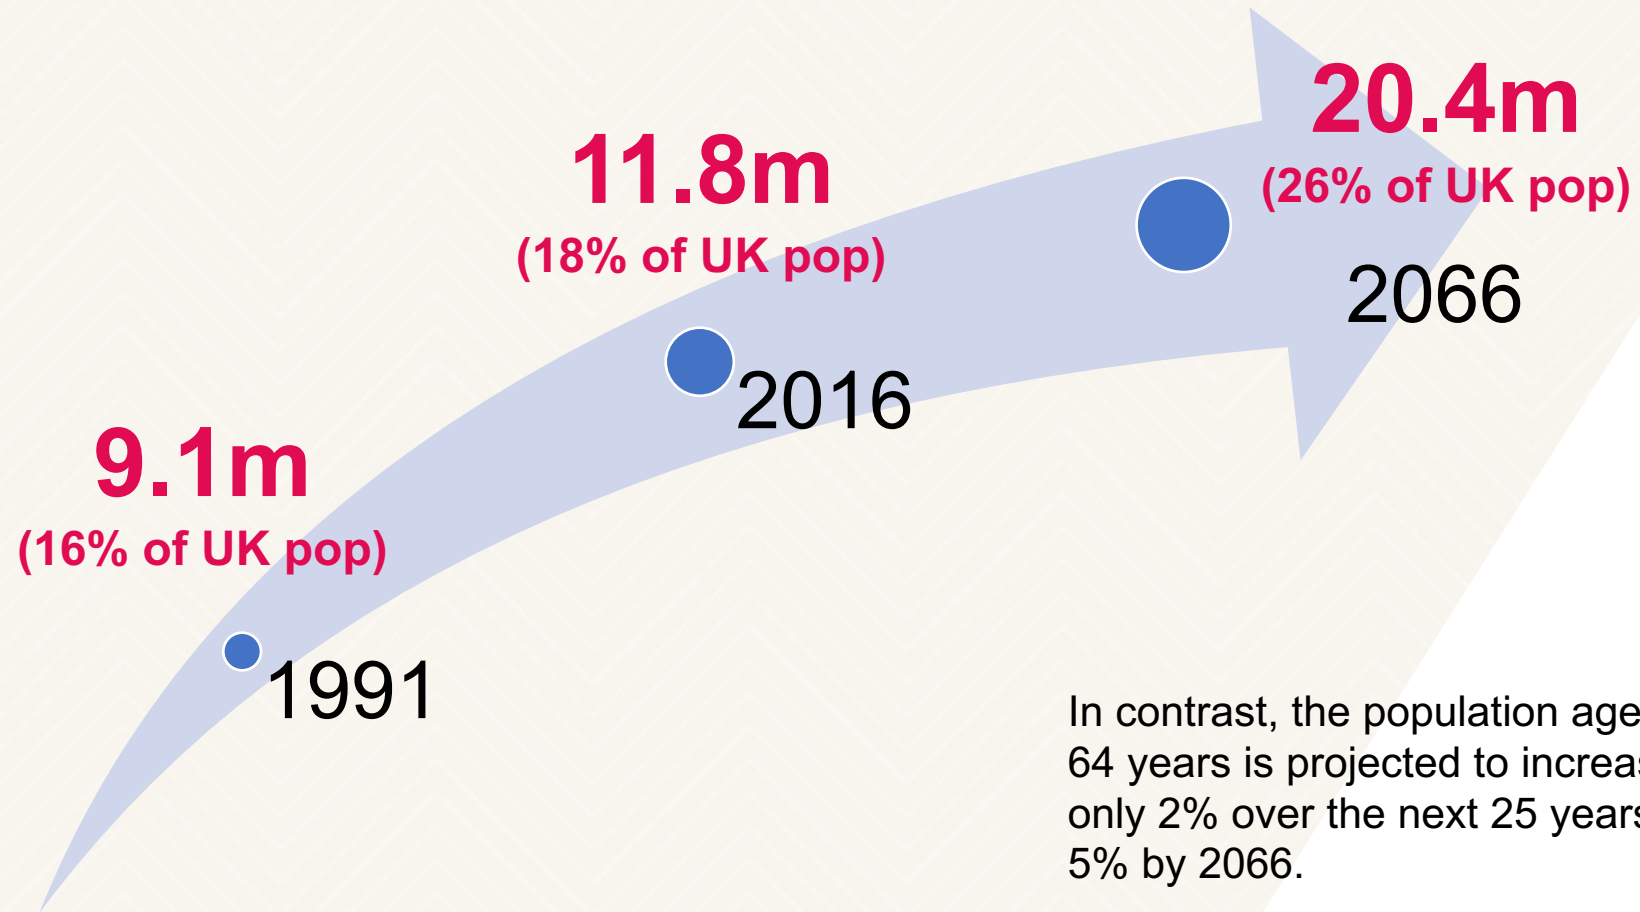 9.1m
(16% of UK pop)
1991
11.8m
(18% of UK pop)
2016
20.4m
(26% of UK pop)
2066
In contrast, the population age
64 years is projected to increas
only 2% over the next 25 years
5% by 2066.